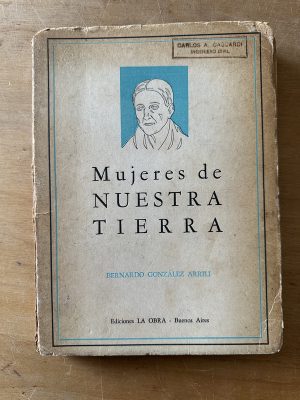 CARLOS A. GAGLIARDI
INGENIERO CIVIL
Mujeres de
NUESTRA
TIERRA
BERNARDO GONZÁLEZ ARRILI
Ediciones LA OBRA - Buenos Aires